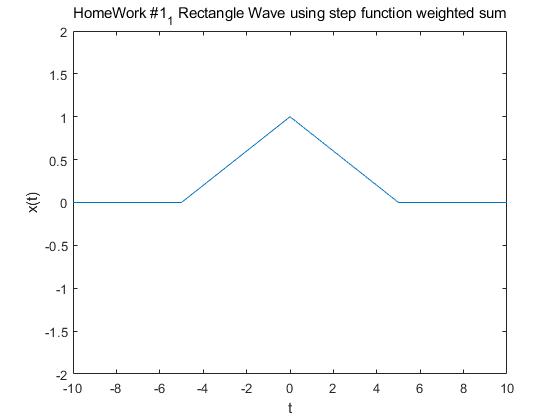 HomeWork #1₁ Rectangle Wave using step function weighted sum
2
1.5
1
0.5
0
-0.5
-1
-1.5
-2
x(t)
-10 -8 -6 -4 -2 0 2 4 6 8 10
t